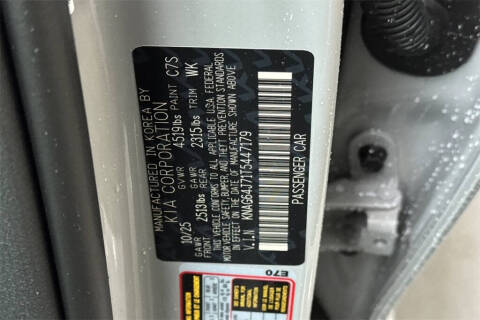 MANUFACTURED IN KOREA BY
KIA CORPORATION
GVWR 4519lbs PAINT C7S
10/25 GAWR FRONT 2513lbs GAWR REAR 2315lbs TRIM WK
THIS VEHICLE CONFORMS TO ALL APPLICABLE U.S.A. FEDERAL
MOTOR VEHICLE SAFETY, BUMPER, AND THEFT PREVENTION STANDARDS
IN EFFECT ON THE DATE OF MANUFACTURE SHOWN ABOVE
V.I.N KNAG64J71T5447179
PASSENGER CAR
E70